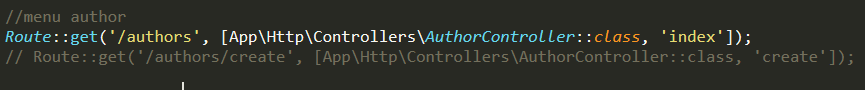 //menu author
Route::get('/authors', [App\Http\Controllers\AuthorController::class, 'index']);
// Route::get('/authors/create', [App\Http\Controllers\AuthorController::class, 'create']);